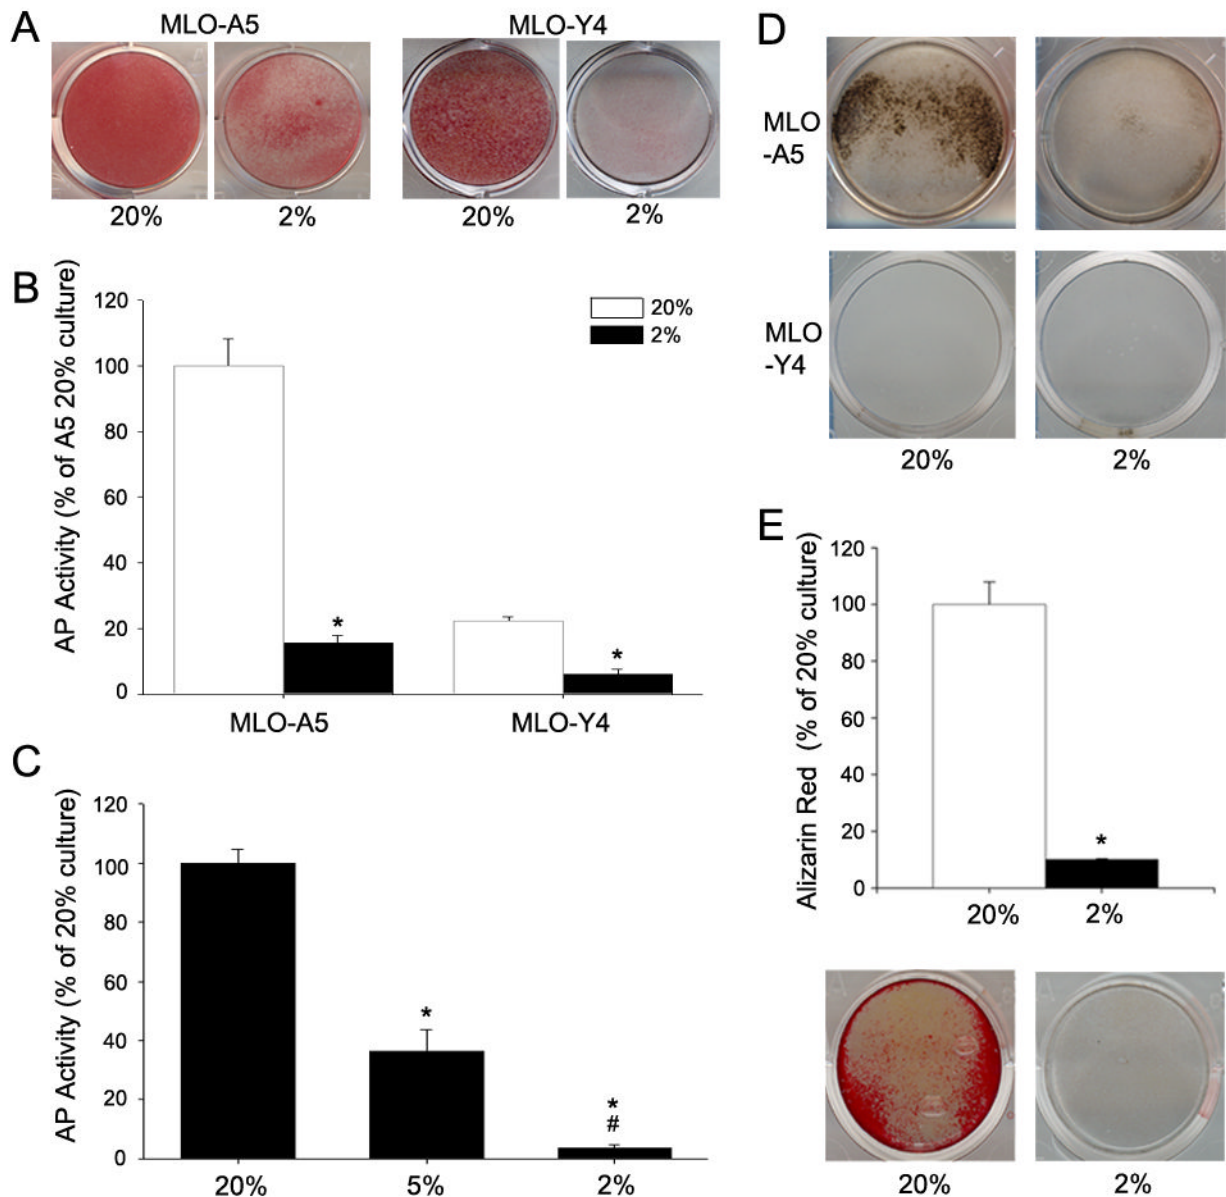 A
MLO-A5
MLO-Y4
20%
2%
20%
2%
B
AP Activity (% of A5 20% culture)
120
100
80
60
40
20
0
20%
2%
*
*
MLO-A5
MLO-Y4
C
AP Activity (% of 20% culture)
120
100
80
60
40
20
0
*
*
#
20%
5%
2%
D
MLO
-A5
MLO
-Y4
20%
2%
E
Alizarin Red (% of 20% culture)
120
100
80
60
40
20
0
*
20%
2%
20%
2%